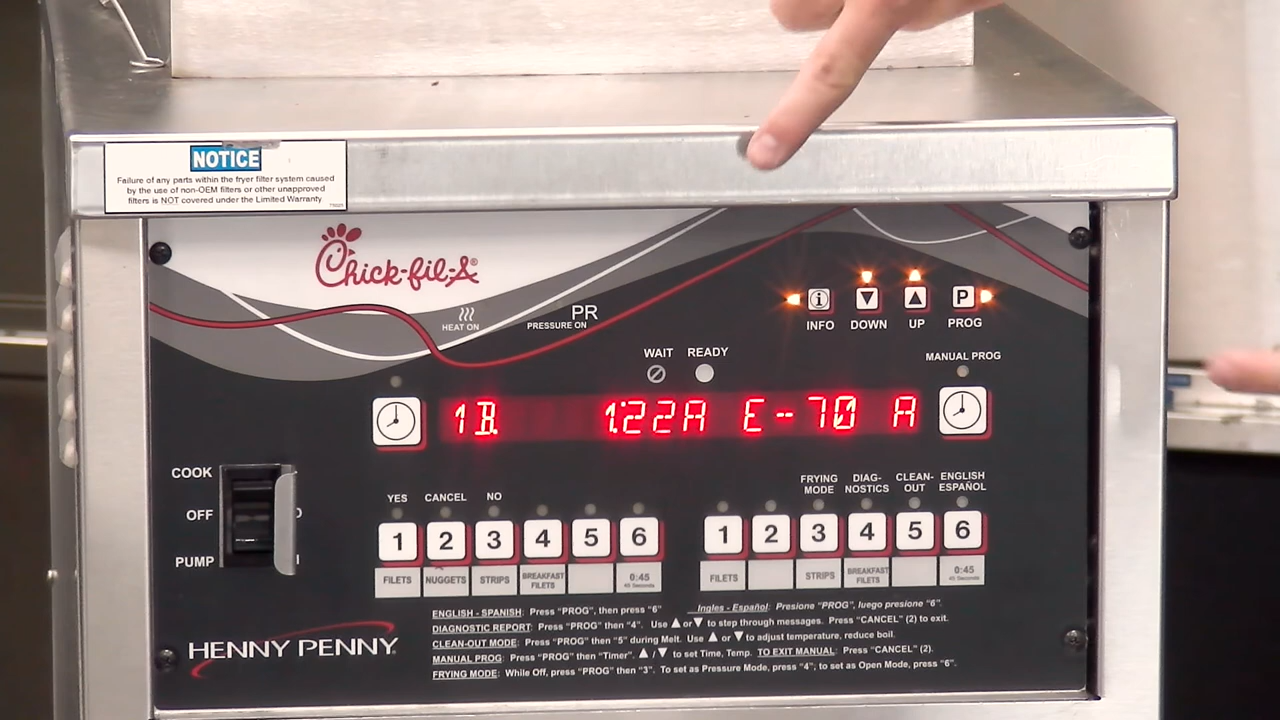 NOTICE
Failure of any parts within the fryer filter system caused
by the use of non-OEM filters or other unapproved
filters is NOT covered under the Limited Warranty
Chick-fil-A®
HEAT ON
PR
PRESSURE ON
INFO DOWN UP P PROG
WAIT READY
MANUAL PROG
1B. 1:22A E-70 A
COOK
OFF
PUMP
YES CANCEL NO
1 2 3 4 5 6
FILETS NUGGETS STRIPS BREAKFAST FILETS 0:45 45 Seconds
FRYING MODE DIAG-NOSTICS CLEAN-OUT ENGLISH ESPAÑOL
1 2 3 4 5 6
FILETS STRIPS BREAKFAST FILETS 0:45 45 Seconds
HENNY PENNY
ENGLISH - SPANISH: Press "PROG", then press "6" Ingles - Español: Presione "PROG", luego presione "6".
DIAGNOSTIC REPORT: Press "PROG" then "4". Use ▲ or ▼ to step through messages. Press "CANCEL" (2) to exit.
CLEAN-OUT MODE: Press "PROG" then "5" during Melt. Use ▲ or ▼ to adjust temperature, reduce boil.
MANUAL PROG: Press "PROG" then "Timer", ▲ / ▼ to set Time, Temp. TO EXIT MANUAL: Press "CANCEL" (2).
FRYING MODE: While Off, press "PROG" then "3". To set as Pressure Mode, press "4"; to set as Open Mode, press "6".